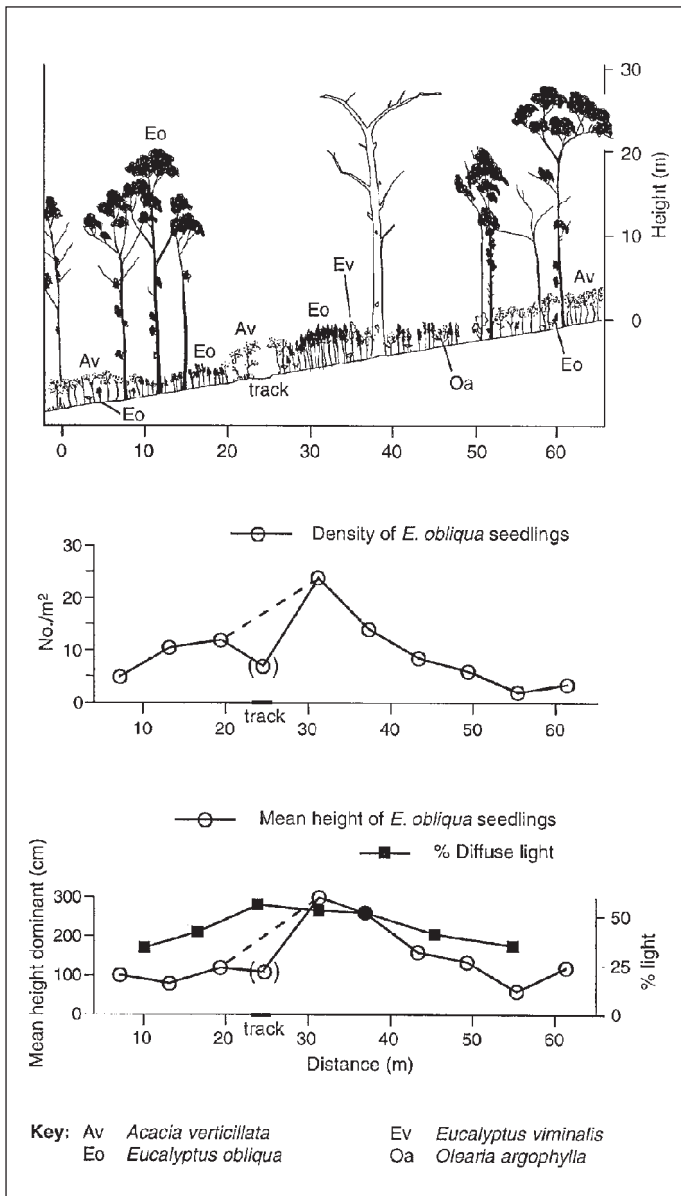 30
20
10
0
Height (m)
Eo
Ev
Av
Eo
Av
Av
Eo
Eo
track
Oa
Eo
0 10 20 30 40 50 60
Density of E. obliqua seedlings
30
20
10
0
No./m²
10 20 track 30 40 50 60
Mean height of E. obliqua seedlings
% Diffuse light
300
200
100
0
Mean height dominant (cm)
50
25
0
% light
10 20 track 30 40 50 60
Distance (m)
Key: Av Acacia verticillata Ev Eucalyptus viminalis
Eo Eucalyptus obliqua Oa Olearia argophylla